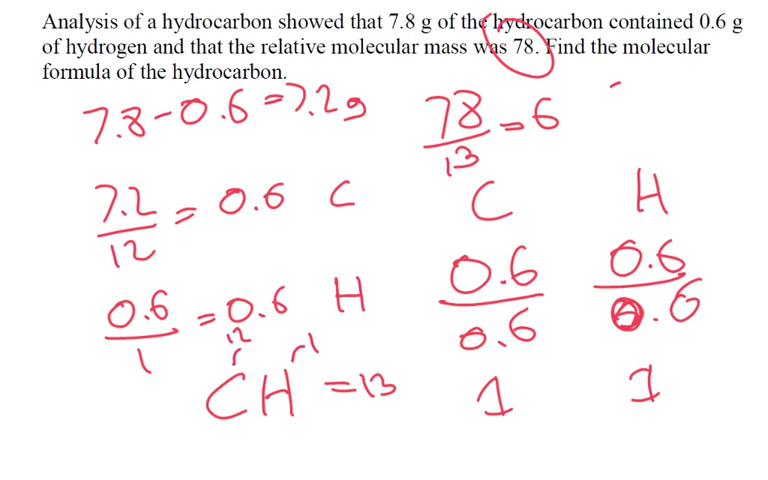 Analysis of a hydrocarbon showed that 7.8 g of the hydrocarbon contained 0.6 g
of hydrogen and that the relative molecular mass was 78. Find the molecular
formula of the hydrocarbon.
7.8-0.6=7.2g
78/13=6
7.2/12=0.6 C
0.6/1=0.6 H
12 1
CH=13
C H
0.6/0.6 0.6/0.6
1 1